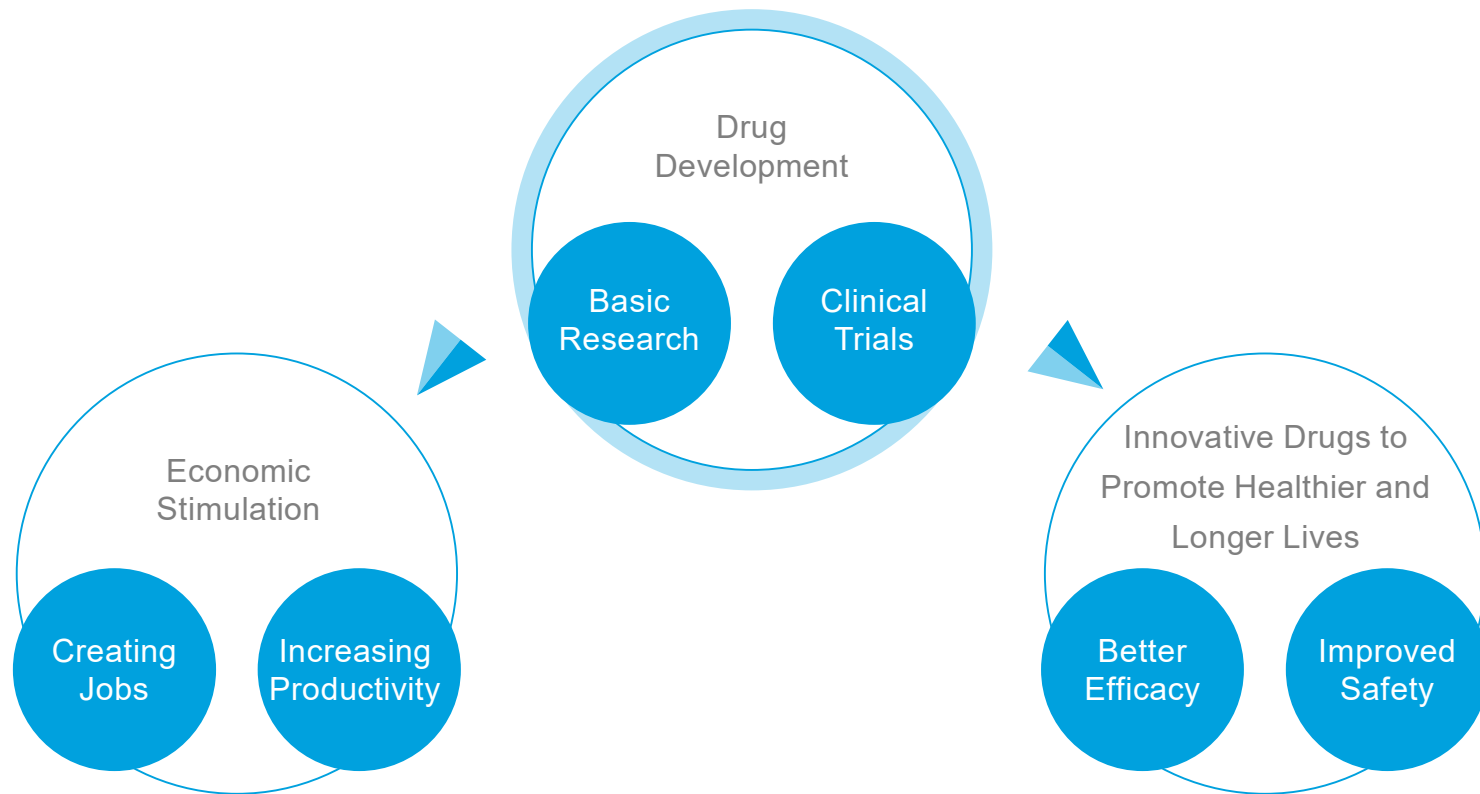 Drug
Development
Basic
Research
Clinical
Trials
Economic
Stimulation
Creating
Jobs
Increasing
Productivity
Innovative Drugs to
Promote Healthier and
Longer Lives
Better
Efficacy
Improved
Safety